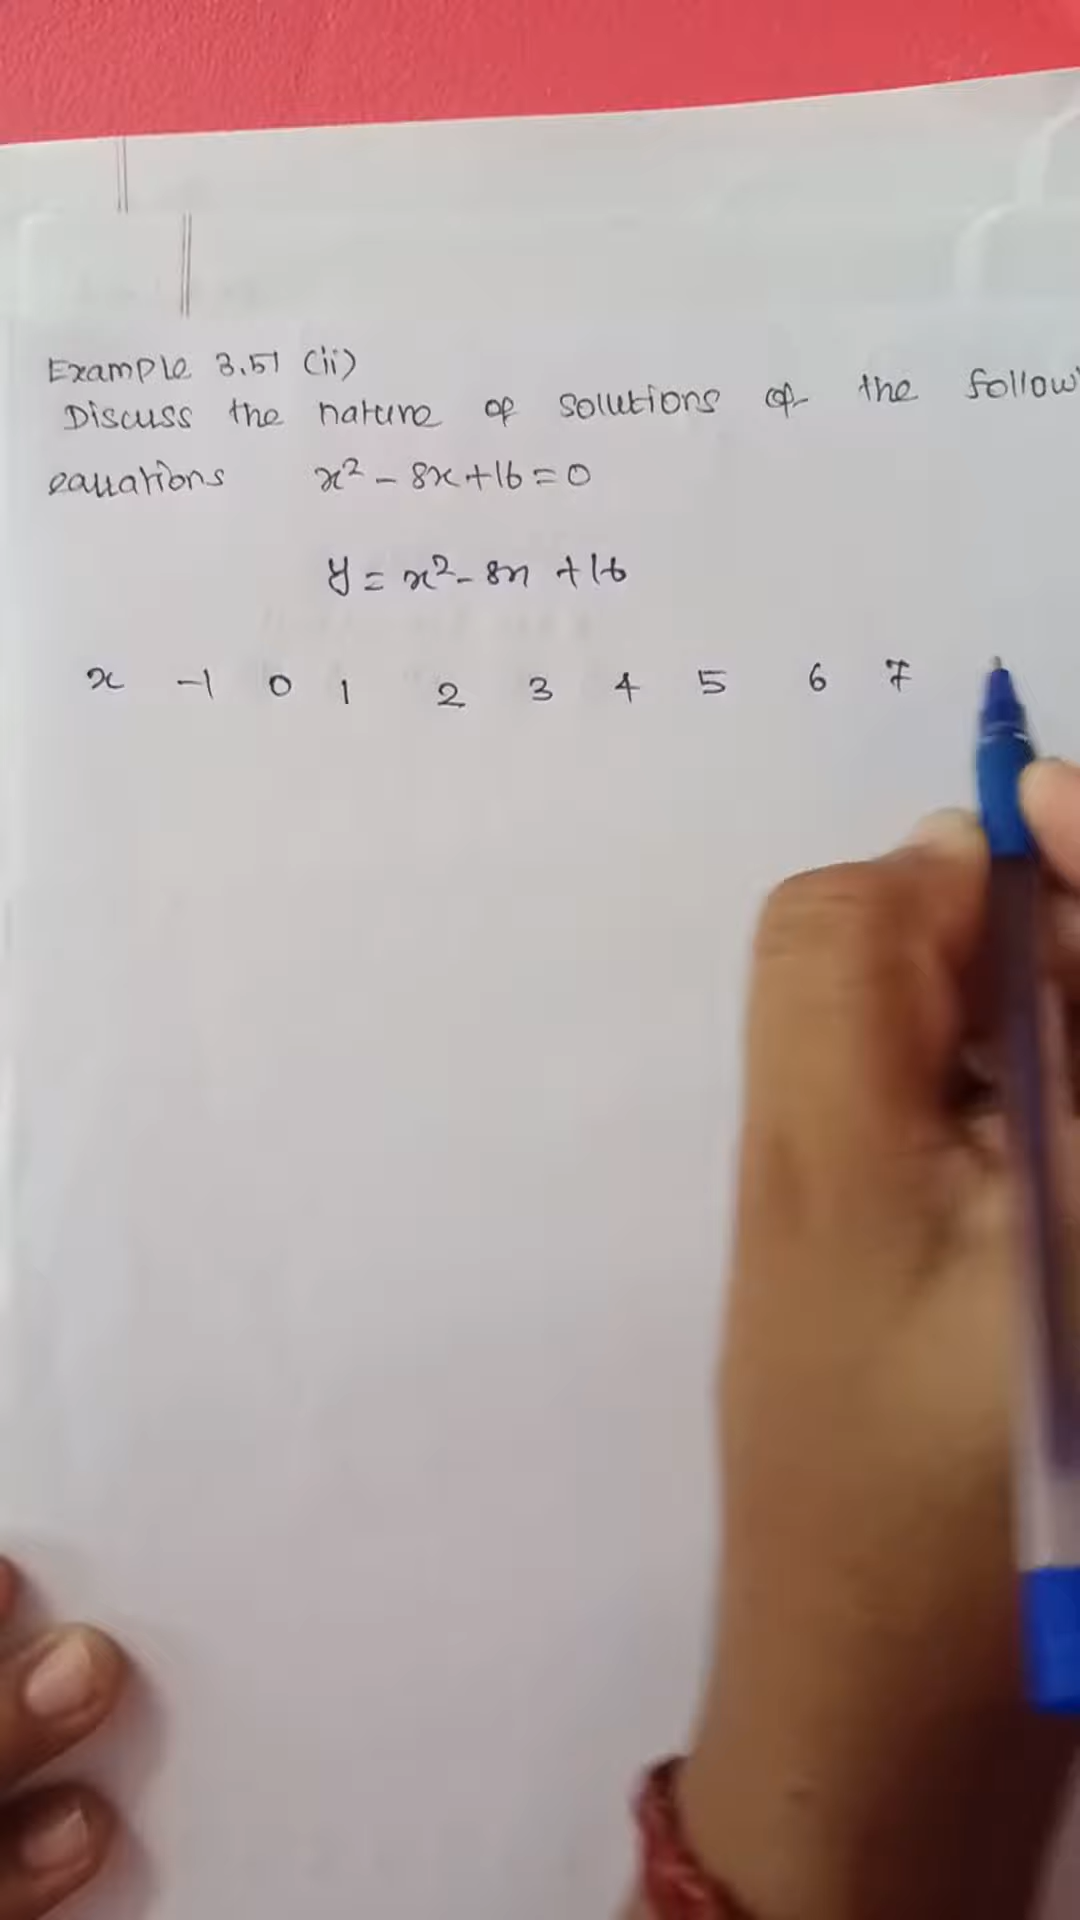 Example 3.51 (ii)
Discuss the nature of solutions of the follow
equations x² - 8x + 16 = 0
y = x² - 8x + 16
x -1 0 1 2 3 4 5 6 7